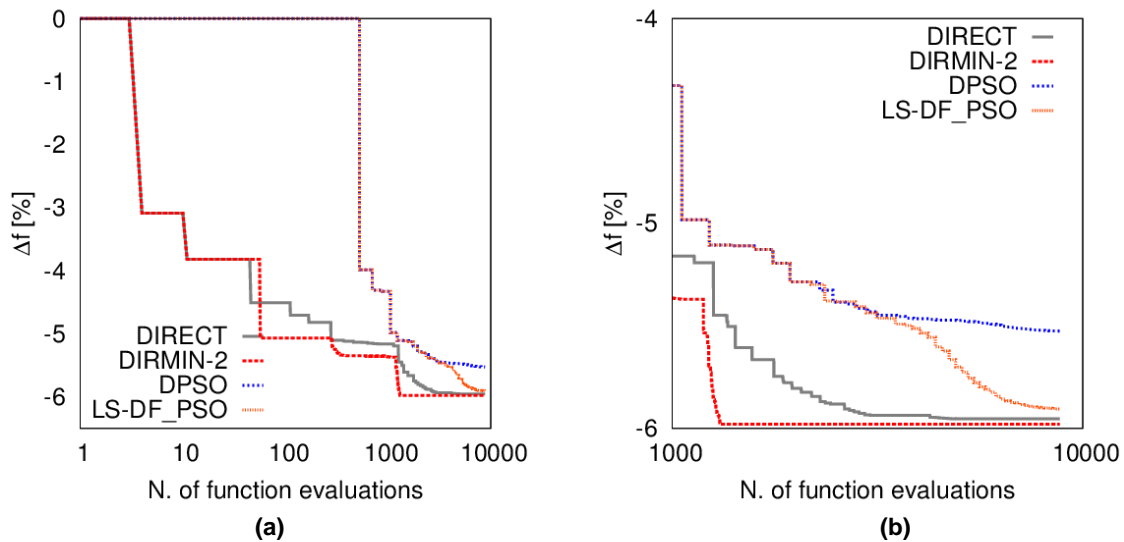 0
-1
-2
-3
-4
-5
-6
Δf [%]
DIRECT
DIRMIN-2
DPSO
LS-DF_PSO
1 10 100 1000 10000
N. of function evaluations
(a)
-4
-5
-6
Δf [%]
DIRECT
DIRMIN-2
DPSO
LS-DF_PSO
1000 10000
N. of function evaluations
(b)